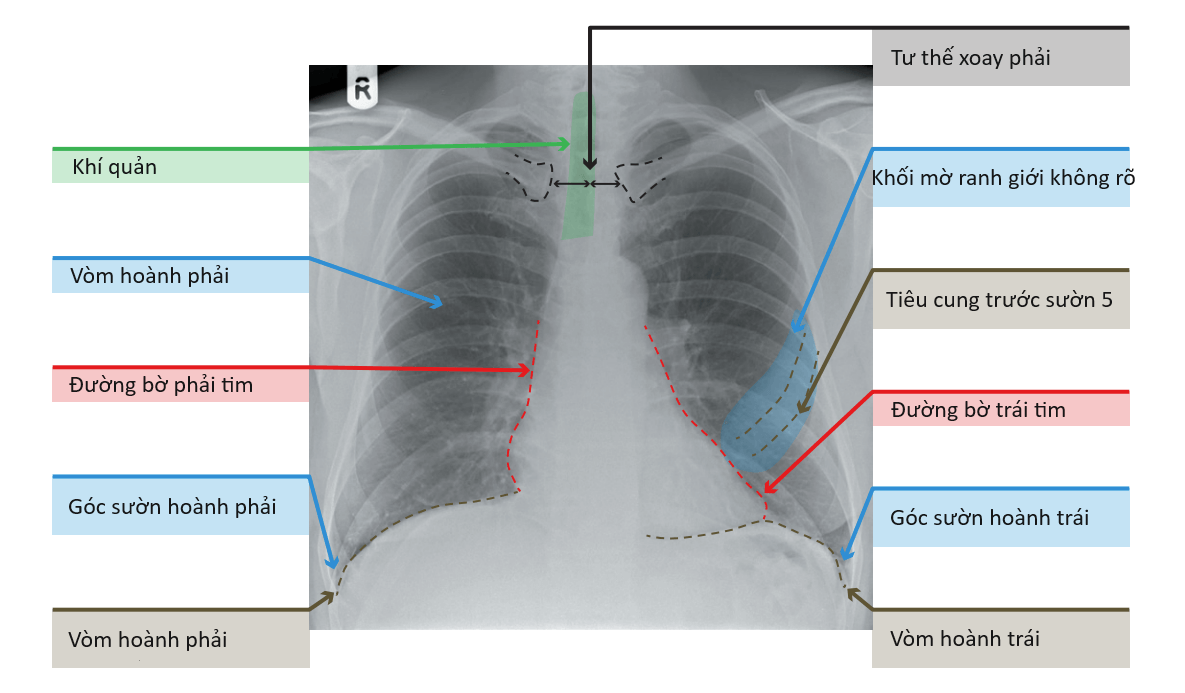 Tư thế xoay phải
R
Khí quản
Khối mờ ranh giới không rõ
Vòm hoành phải
Tiêu cung trước sườn 5
Đường bờ phải tim
Đường bờ trái tim
Góc sườn hoành phải
Góc sườn hoành trái
Vòm hoành phải
Vòm hoành trái